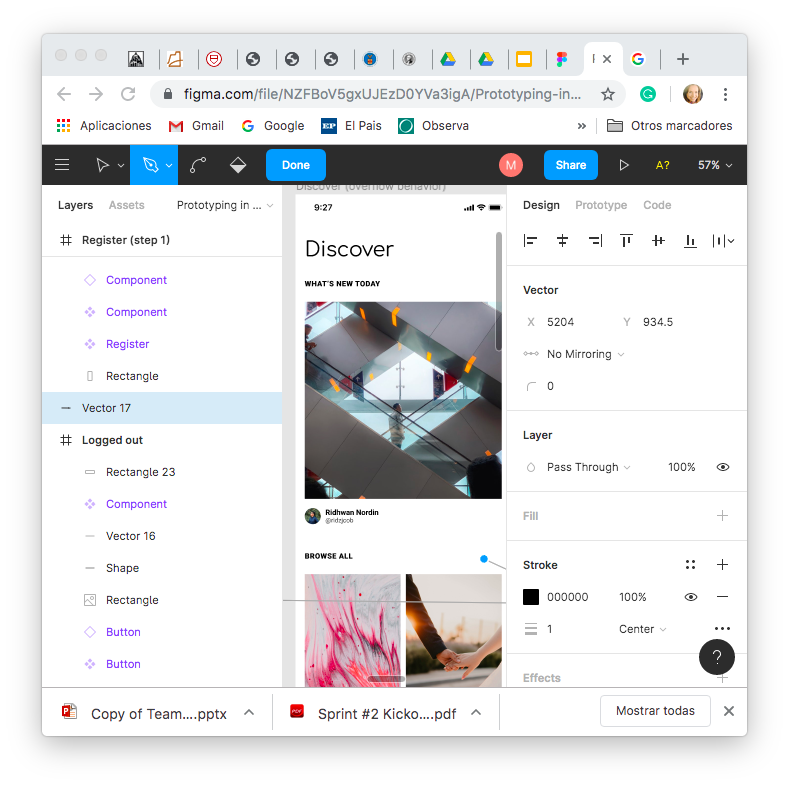 figma.com/file/NZFBoV5gxUJEzD0YVa3igA/Prototyping-in...
Aplicaciones
Gmail
Google
El Pais
Observa
»
Otros marcadores
Done
M
Share
A?
57%
Layers
Assets
Prototyping in ...
Discover (overflow behavior)
Design
Prototype
Code
Register (step 1)
Component
Component
Register
Rectangle
Vector 17
Logged out
Rectangle 23
Component
Vector 16
Shape
Rectangle
Button
Button
9:27
Discover
WHAT'S NEW TODAY
Ridhwan Nordin
@ridzjcob
BROWSE ALL
Vector
X 5204
Y 934.5
No Mirroring
0
Layer
Pass Through
100%
Fill
Stroke
000000
100%
1
Center
?
Effects
Copy of Team....pptx
Sprint #2 Kicko....pdf
Mostrar todas